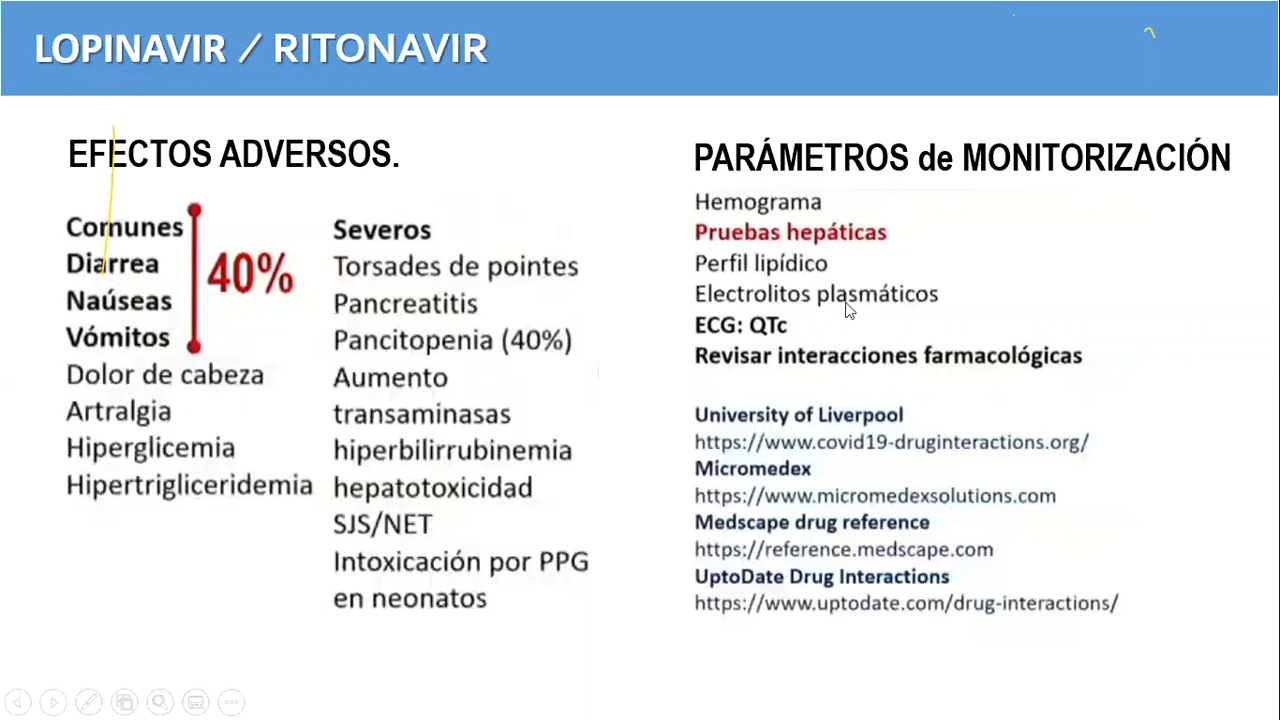 LOPINAVIR / RITONAVIR
EFECTOS ADVERSOS.
Comunes
Diarrea
Naúseas
Vómitos
40%
Dolor de cabeza
Artralgia
Hiperglicemia
Hipertrigliceridemia
Severos
Torsades de pointes
Pancreatitis
Pancitopenia (40%)
Aumento
transaminasas
hiperbilirrubinemia
hepatotoxicidad
SJS/NET
Intoxicación por PPG
en neonatos
PARÁMETROS de MONITORIZACIÓN
Hemograma
Pruebas hepáticas
Perfil lipídico
Electrolitos plasmáticos
ECG: QTc
Revisar interacciones farmacológicas
University of Liverpool
https://www.covid19-druginteractions.org/
Micromedex
https://www.micromedexsolutions.com
Medscape drug reference
https://reference.medscape.com
UptoDate Drug Interactions
https://www.uptodate.com/drug-interactions/